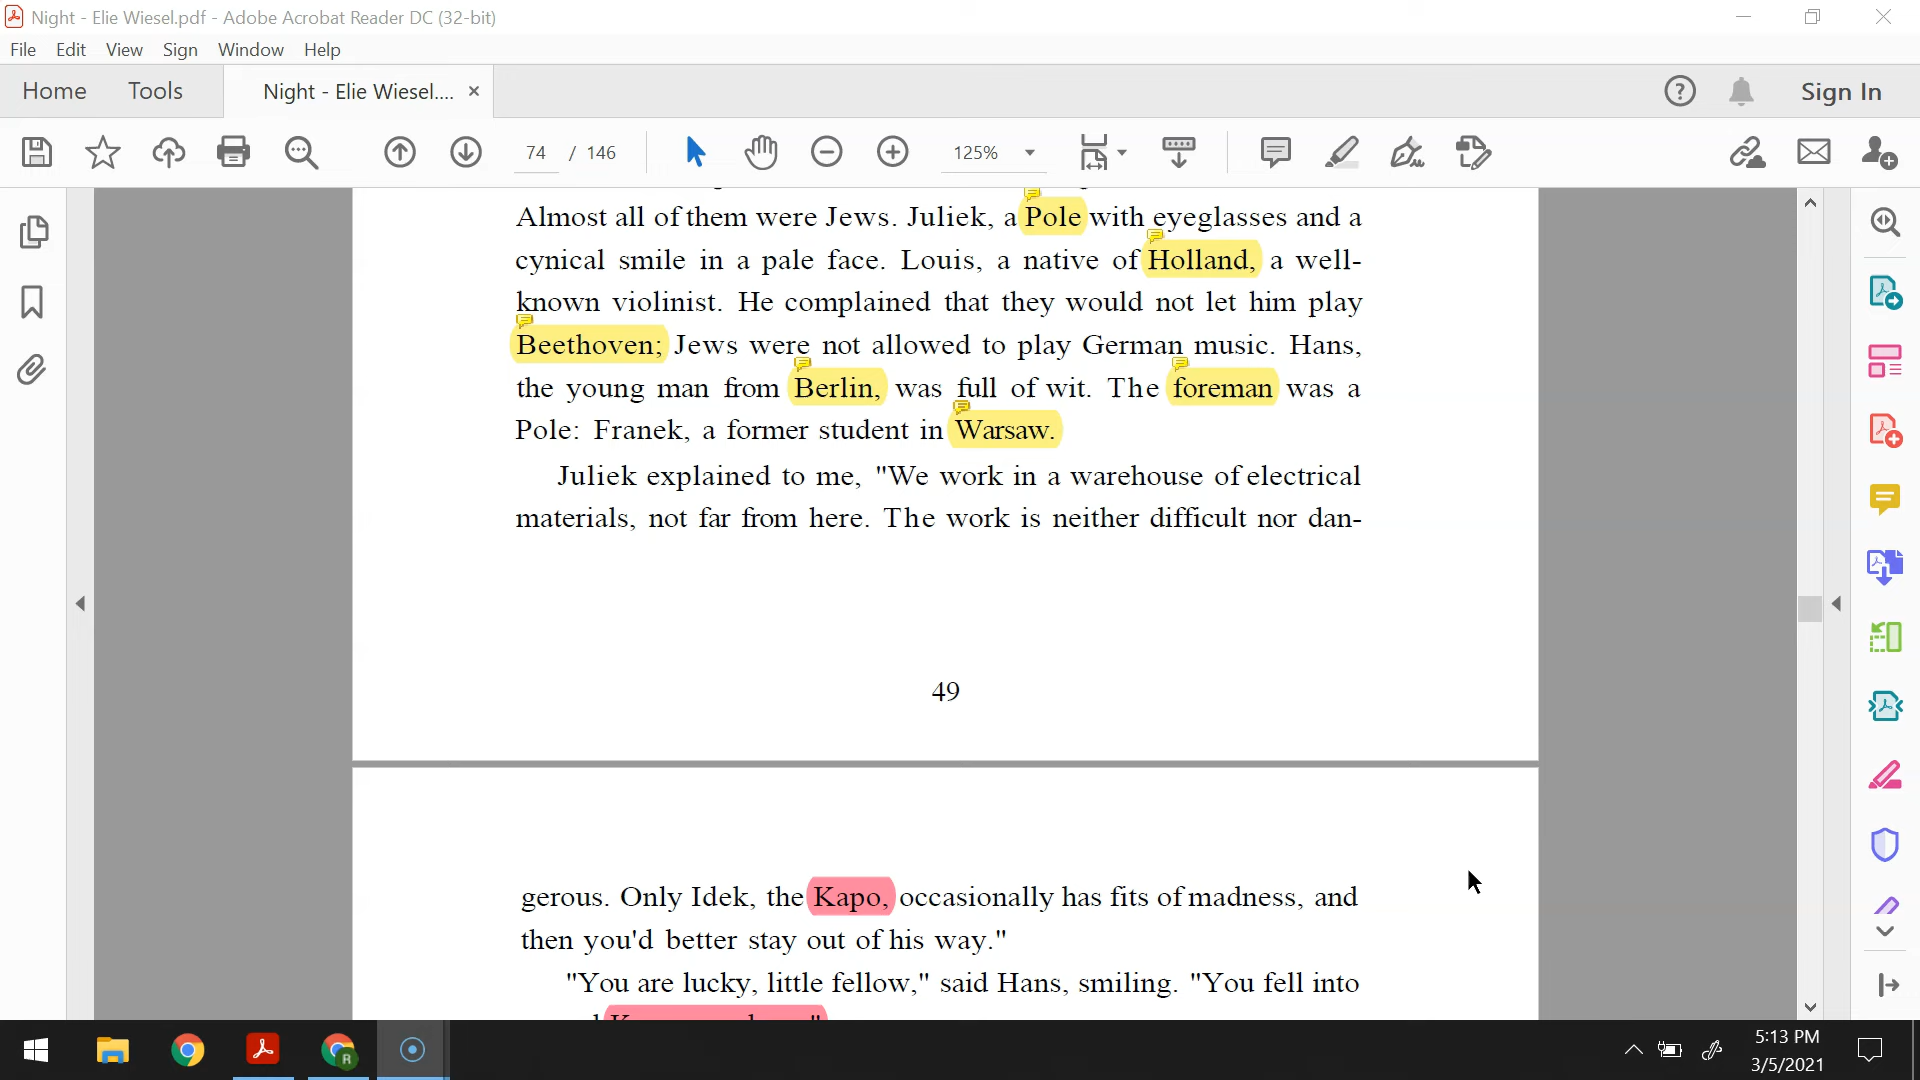 Night - Elie Wiesel.pdf - Adobe Acrobat Reader DC (32-bit)
File Edit View Sign Window Help
Home Tools Night - Elie Wiesel.... × Sign In
74 / 146 125%
Almost all of them were Jews. Juliek, a Pole with eyeglasses and a
cynical smile in a pale face. Louis, a native of Holland, a well-
known violinist. He complained that they would not let him play
Beethoven; Jews were not allowed to play German music. Hans,
the young man from Berlin, was full of wit. The foreman was a
Pole: Franek, a former student in Warsaw.
Juliek explained to me, "We work in a warehouse of electrical
materials, not far from here. The work is neither difficult nor dan-
49
gerous. Only Idek, the Kapo, occasionally has fits of madness, and
then you'd better stay out of his way."
"You are lucky, little fellow," said Hans, smiling. "You fell into
R
5:13 PM
3/5/2021